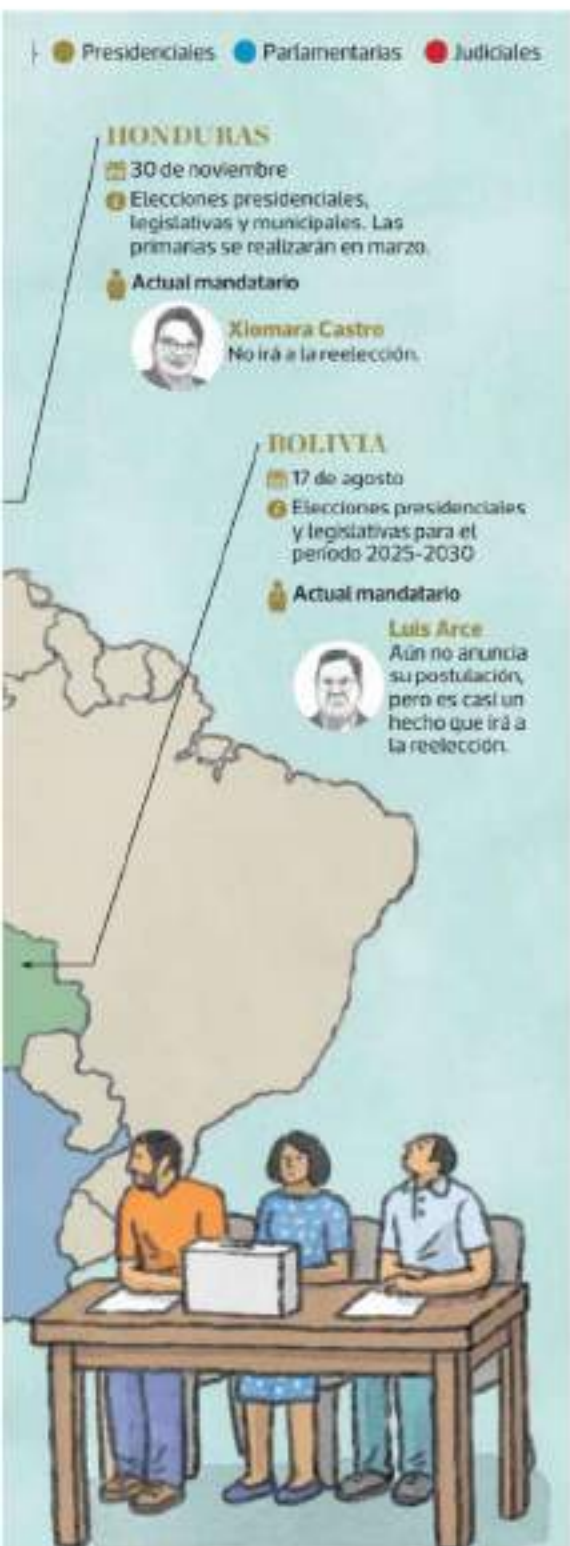 Presidenciales Parlamentarias Judiciales
HONDURAS
30 de noviembre
Elecciones presidenciales,
legislativas y municipales. Las
primarias se realizarán en marzo.
Actual mandatario
Xiomara Castro
No irá a la reelección.
BOLIVIA
17 de agosto
Elecciones presidenciales
y legislativas para el
período 2025-2030
Actual mandatario
Luis Arce
Aún no anuncia
su postulación,
pero es casi un
hecho que irá a
la reelección.